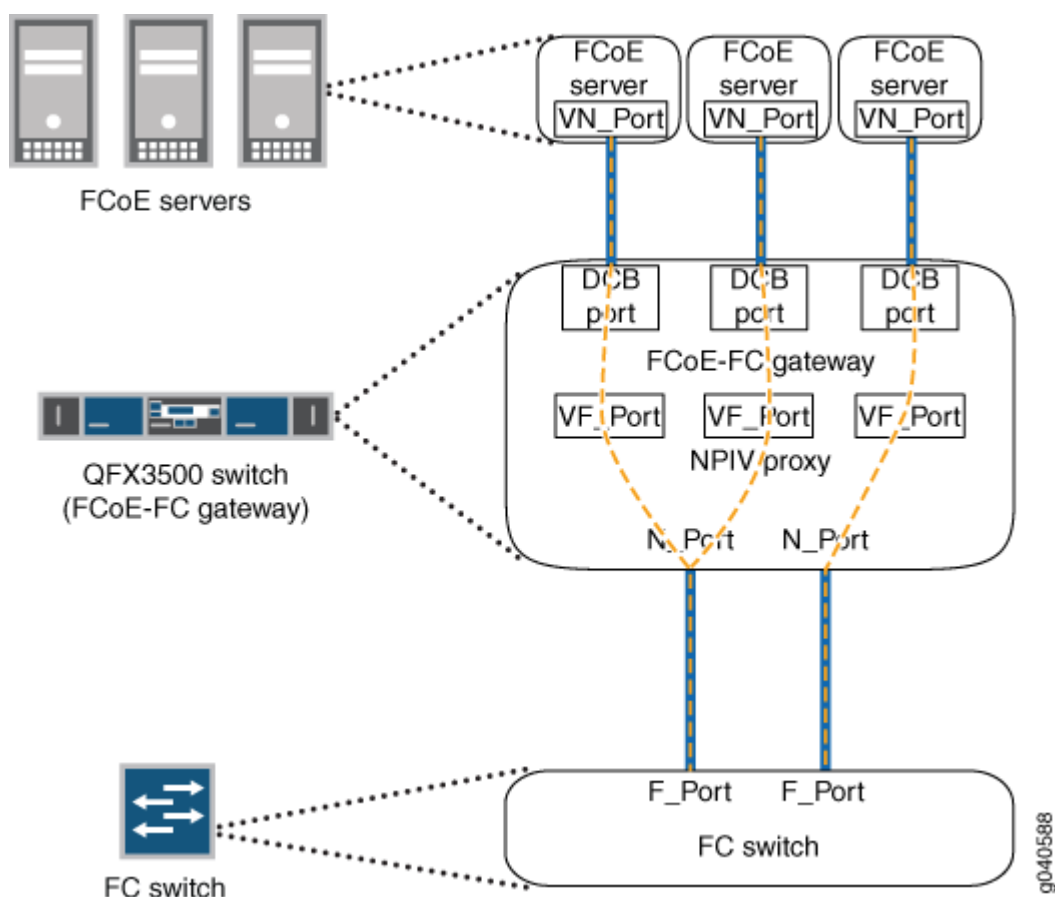 FCoE
server
VN_Port
FCoE
server
VN_Port
FCoE
server
VN_Port
FCoE servers
DCB
port
DCB
port
DCB
port
FCoE-FC gateway
VF_Port
VF_Port
VF_Port
NPIV proxy
QFX3500 switch
(FCoE-FC gateway)
N_Port
N_Port
F_Port
F_Port
FC switch
FC switch
g040588